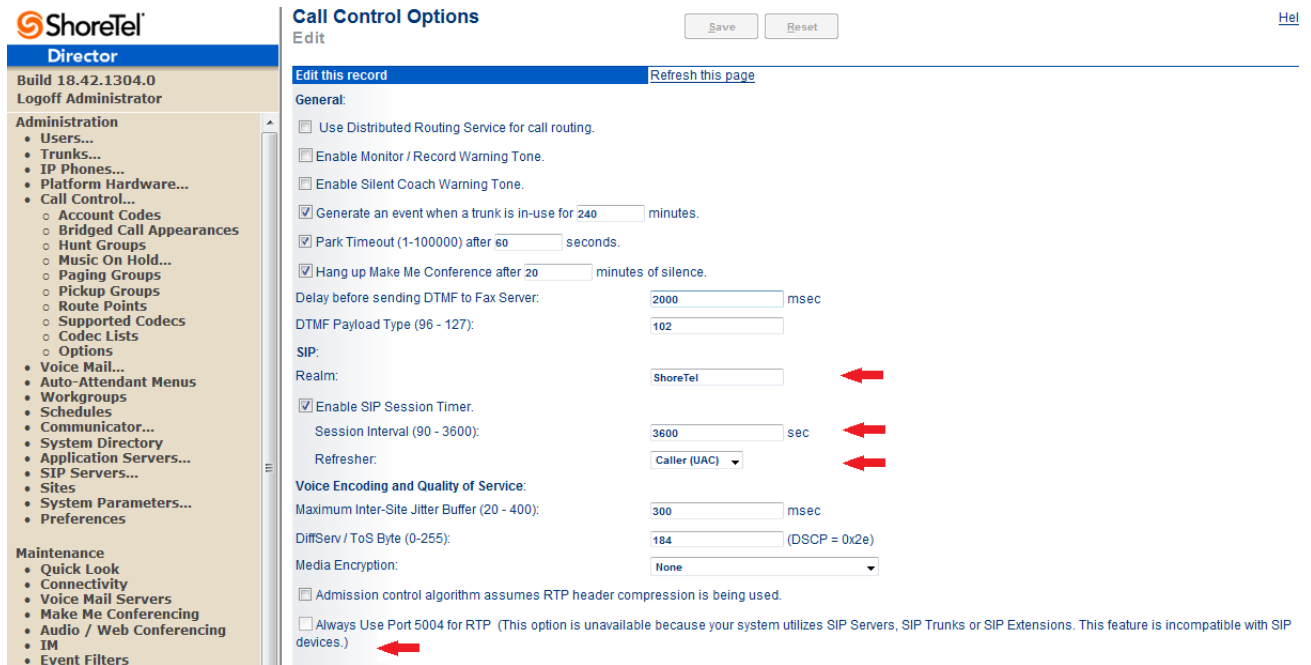 ShoreTel
Director
Build 18.42.1304.0
Logoff Administrator
Administration
Users...
Trunks...
IP Phones...
Platform Hardware...
Call Control...
Account Codes
Bridged Call Appearances
Hunt Groups
Music On Hold...
Paging Groups
Pickup Groups
Route Points
Supported Codecs
Codec Lists
Options
Voice Mail...
Auto-Attendant Menus
Workgroups
Schedules
Communicator...
System Directory
Application Servers...
SIP Servers...
Sites
System Parameters...
Preferences
Maintenance
Quick Look
Connectivity
Voice Mail Servers
Make Me Conferencing
Audio / Web Conferencing
IM
Event Filters
Call Control Options
Edit
Save Reset
Hel
Edit this record Refresh this page
General:
Use Distributed Routing Service for call routing.
Enable Monitor / Record Warning Tone.
Enable Silent Coach Warning Tone.
Generate an event when a trunk is in-use for 240 minutes.
Park Timeout (1-100000) after 60 seconds.
Hang up Make Me Conference after 20 minutes of silence.
Delay before sending DTMF to Fax Server: 2000 msec
DTMF Payload Type (96 - 127): 102
SIP:
Realm: ShoreTel
Enable SIP Session Timer.
Session Interval (90 - 3600): 3600 sec
Refresher: Caller (UAC)
Voice Encoding and Quality of Service:
Maximum Inter-Site Jitter Buffer (20 - 400): 300 msec
DiffServ / ToS Byte (0-255): 184 (DSCP = 0x2e)
Media Encryption: None
Admission control algorithm assumes RTP header compression is being used.
Always Use Port 5004 for RTP (This option is unavailable because your system utilizes SIP Servers, SIP Trunks or SIP Extensions. This feature is incompatible with SIP
devices.)